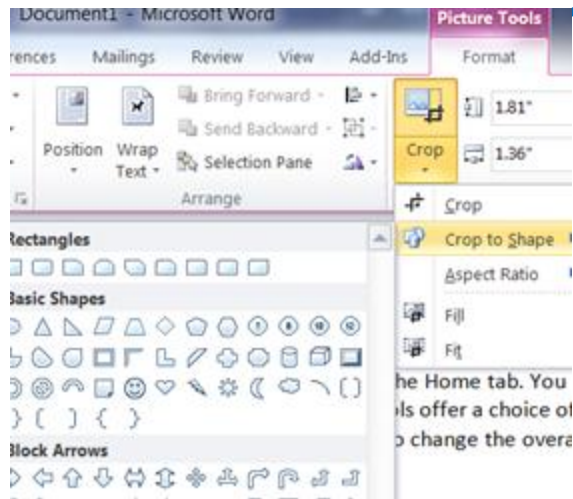 Document1 - Microsoft Word
Picture Tools
rences Mailings Review View Add-Ins Format
Bring Forward
Send Backward
Selection Pane
Position
Wrap
Text
Arrange
Crop
1.81"
1.36"
Crop
Crop to Shape
Aspect Ratio
Fill
Fit
Rectangles
Basic Shapes
Block Arrows
he Home tab. You
ls offer a choice of
o change the overa